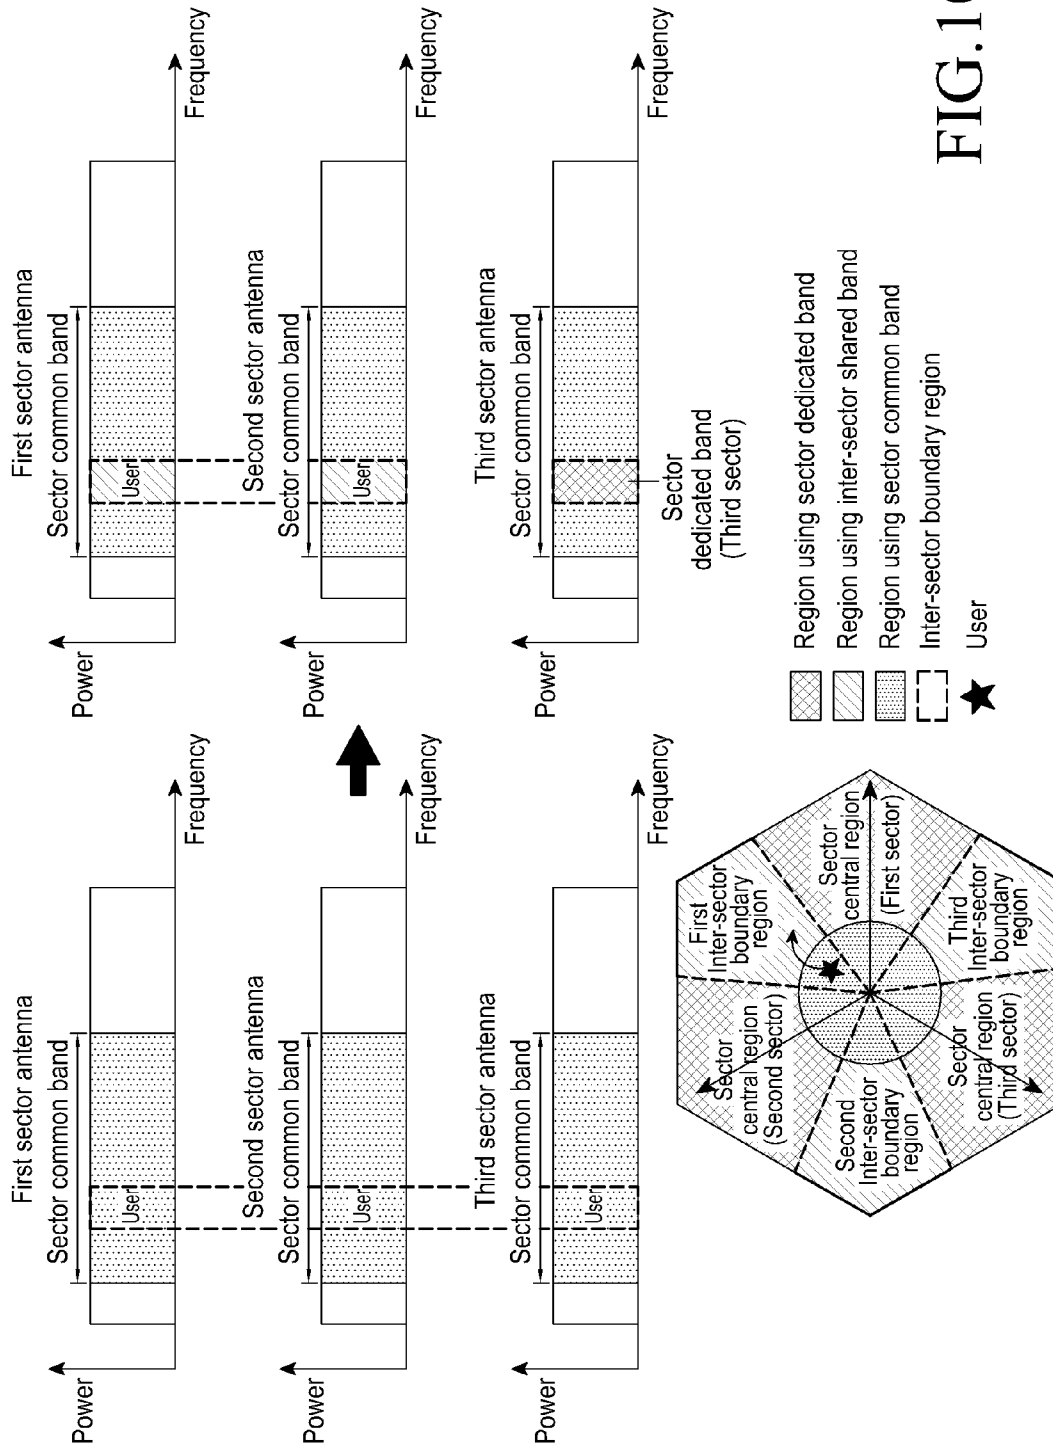 First sector antenna
Sector common band
Power
User
Frequency
Second sector antenna
Sector common band
Power
User
Frequency
Third sector antenna
Sector common band
Power
User
Frequency
First sector antenna
Sector common band
Power
User
Frequency
Second sector antenna
Sector common band
Power
User
Frequency
Third sector antenna
Sector common band
Power
Frequency
Sector
dedicated band
(Third sector)
First
Inter-sector
boundary
region
Sector
central region
(First sector)
Sector
central region
(Second sector)
Second
Inter-sector
boundary
region
Sector
central region
(Third sector)
Third
Inter-sector
boundary
region
Region using sector dedicated band
Region using inter-sector shared band
Region using sector common band
Inter-sector boundary region
User
FIG.1